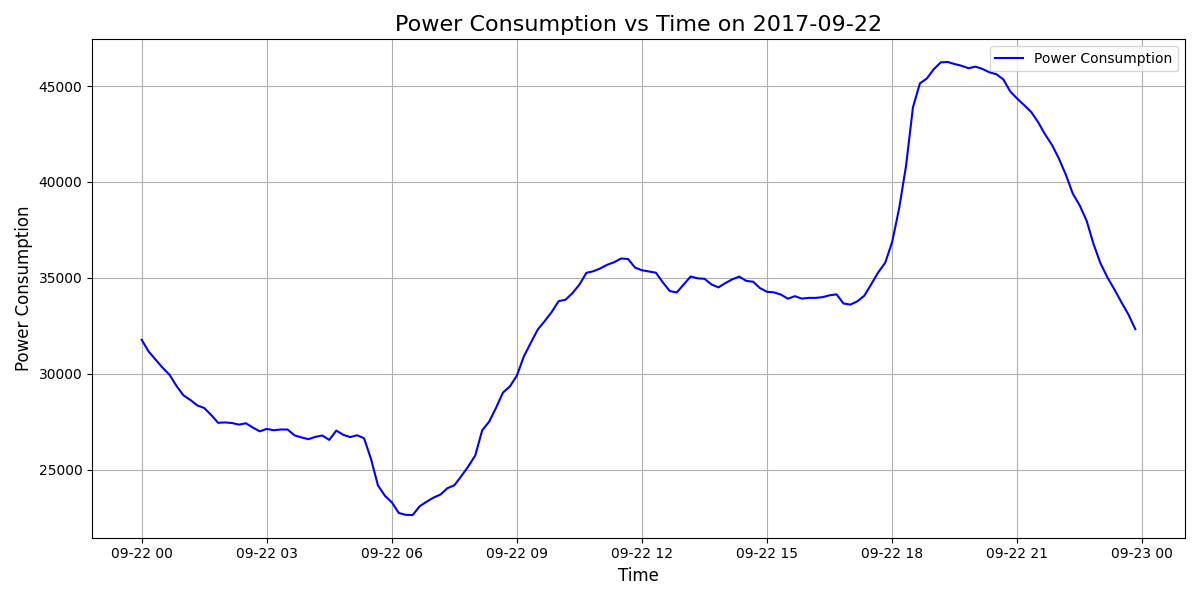 Power Consumption vs Time on 2017-09-22
Power Consumption
45000
40000
35000
30000
25000
Power Consumption
09-22 00 09-22 03 09-22 06 09-22 09 09-22 12 09-22 15 09-22 18 09-22 21 09-23 00
Time